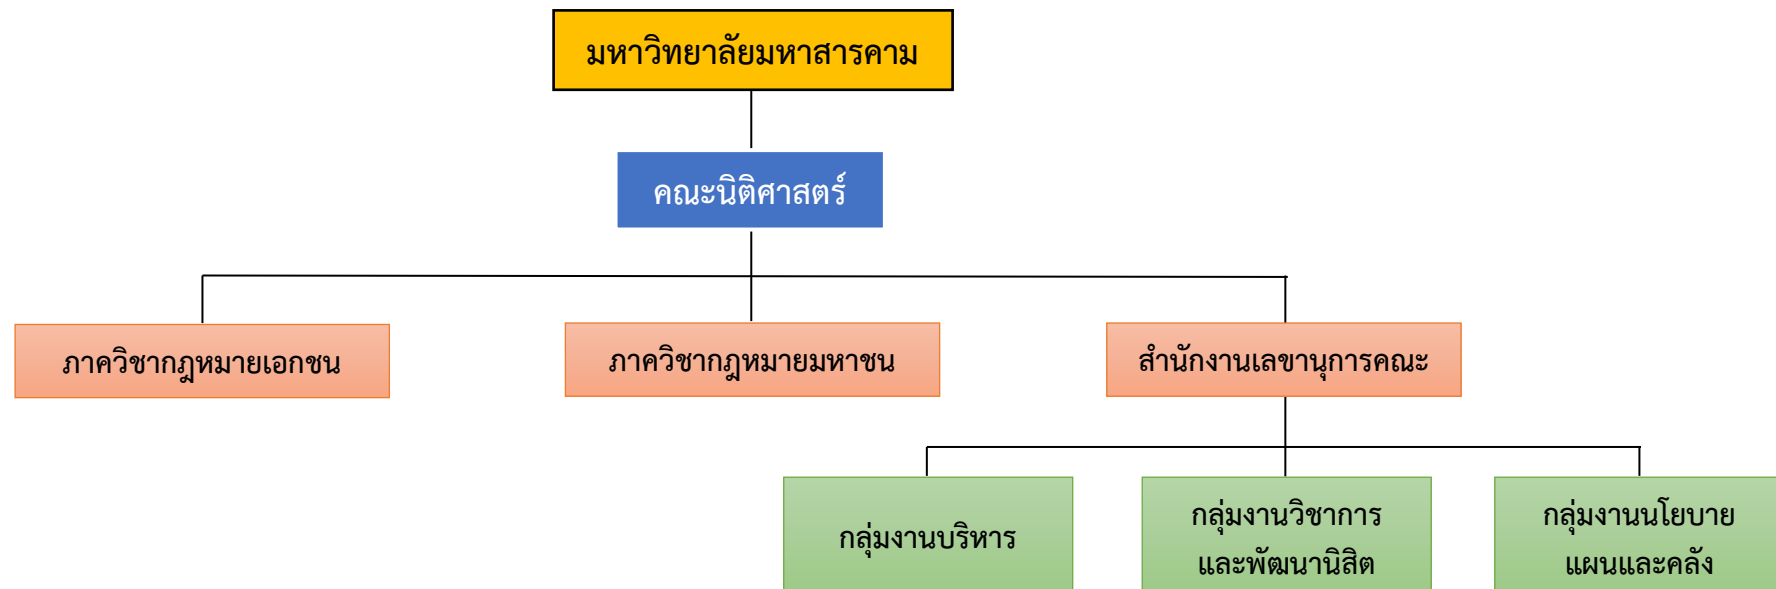 มหาวิทยาลัยมหาสารคาม
คณะนิติศาสตร์
ภาควิชากฎหมายเอกชน
ภาควิชากฎหมายมหาชน
สำนักงานเลขานุการคณะ
กลุ่มงานบริหาร
กลุ่มงานวิชาการ
และพัฒนานิสิต
กลุ่มงานนโยบาย
แผนและคลัง